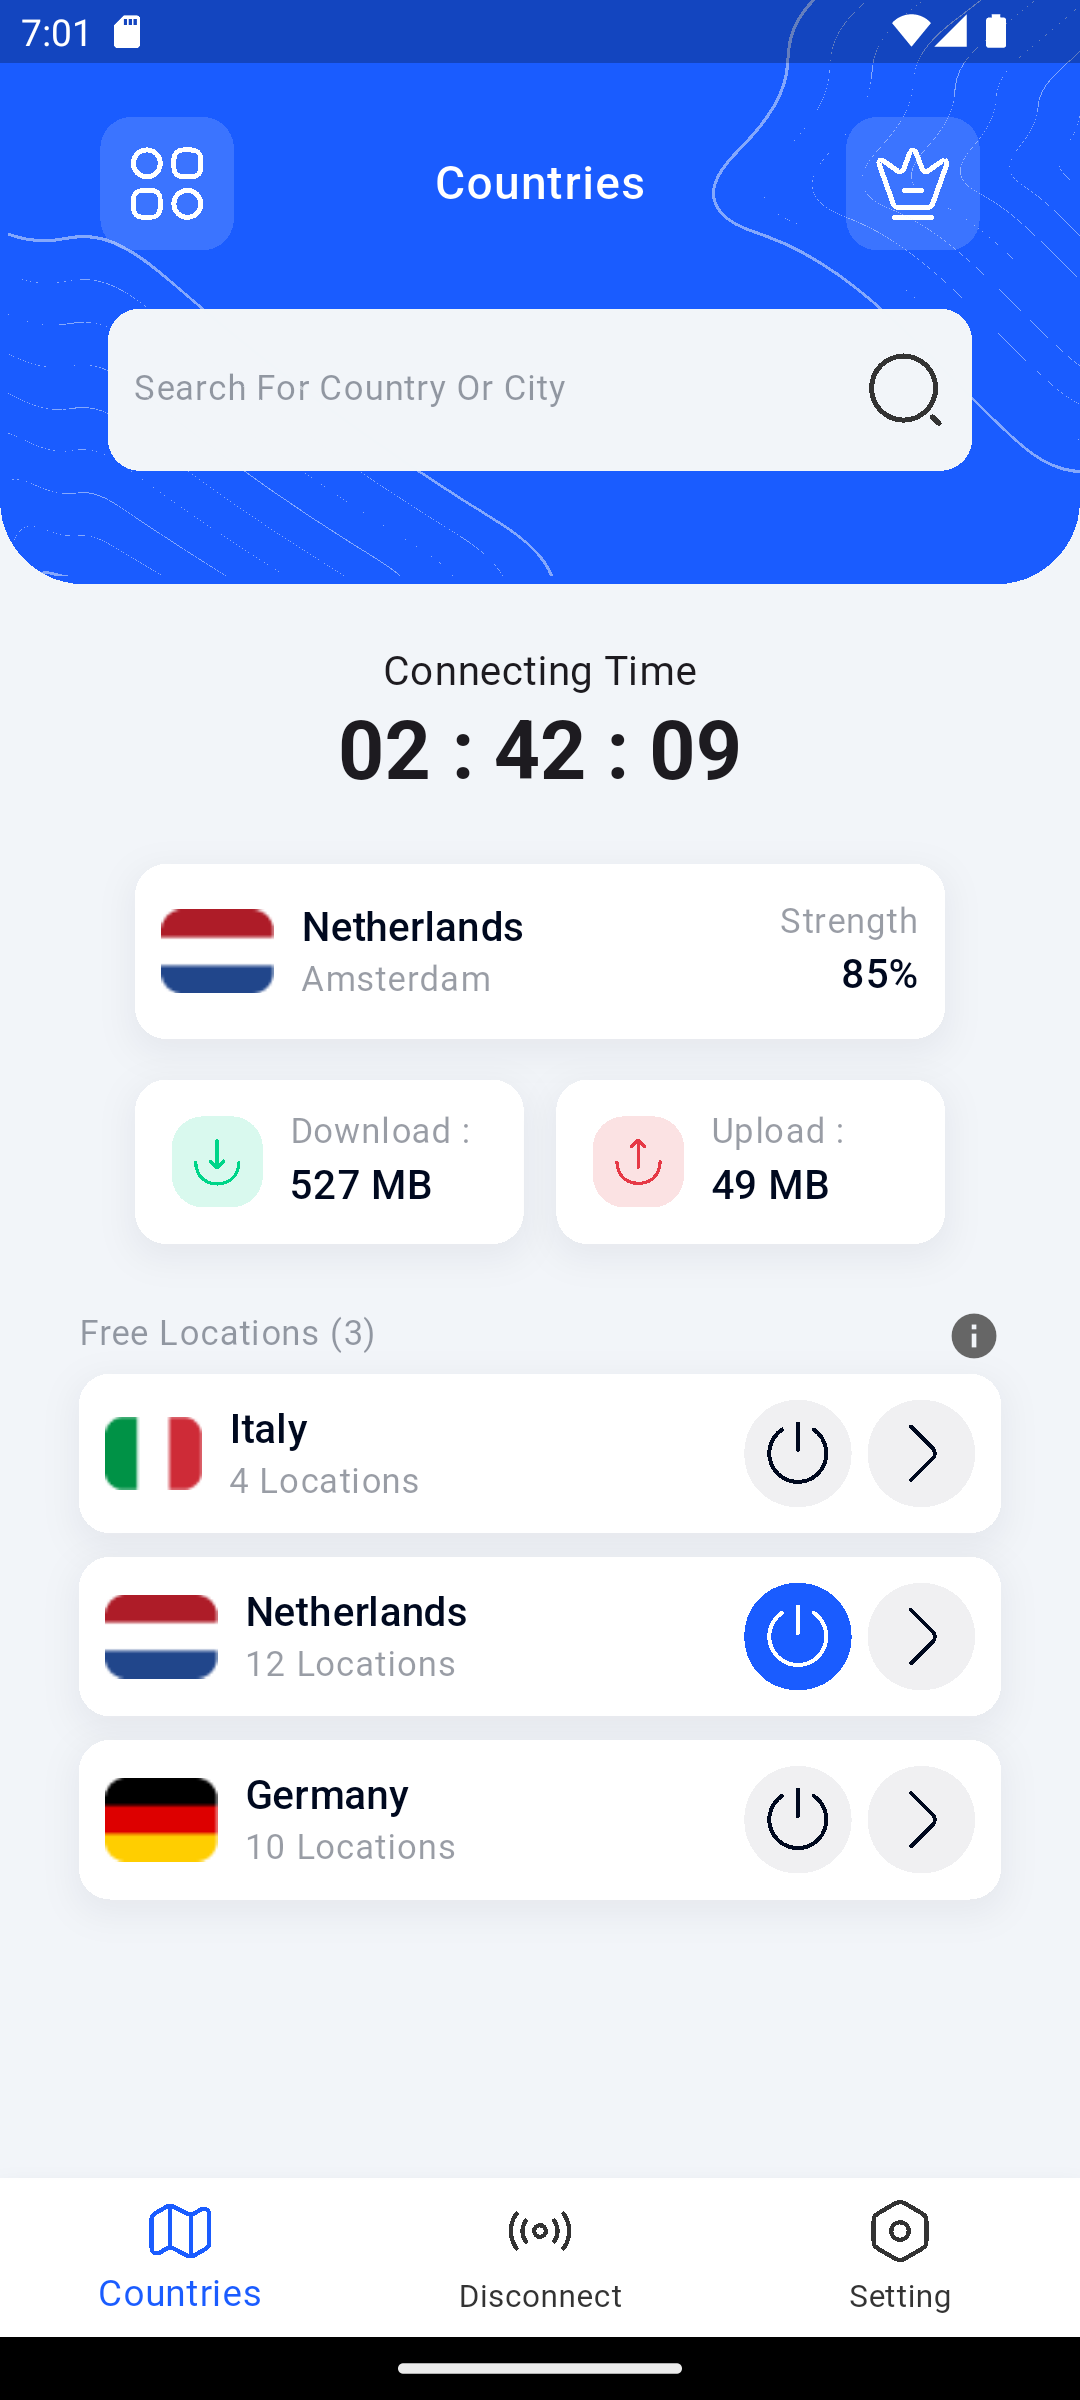 7:01
Countries
Search For Country Or City
Connecting Time
02 : 42 : 09
Netherlands
Amsterdam
Strength
85%
Download :
527 MB
Upload :
49 MB
Free Locations (3)
Italy
4 Locations
Netherlands
12 Locations
Germany
10 Locations
Countries
Disconnect
Setting